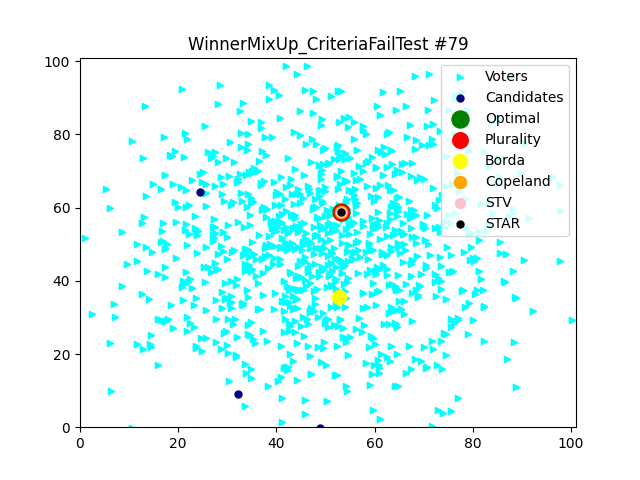 WinnerMixUp_CriteriaFailTest #79
100
80
60
40
20
0
0
20
40
60
80
100
Voters
Candidates
Optimal
Plurality
Borda
Copeland
STV
STAR